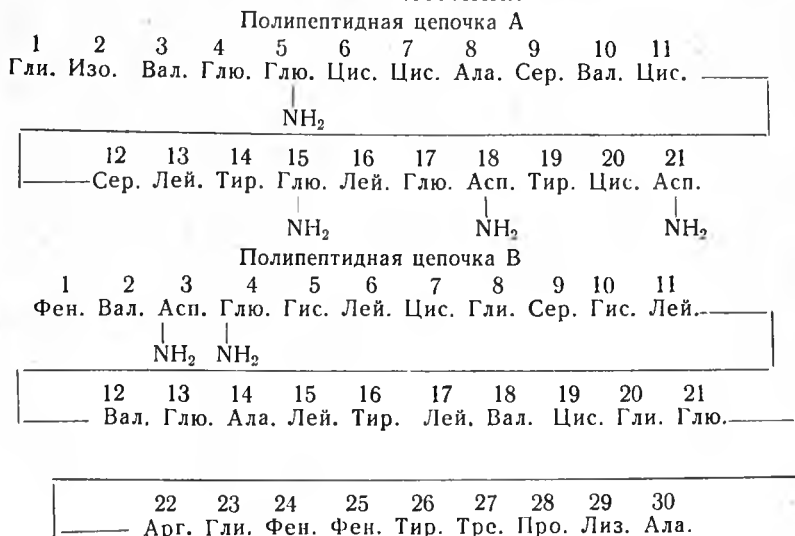 Полипептидная цепочка А
1 2 3 4 5 6 7 8 9 10 11
Гли. Изо. Вал. Глю. Глю. Цис. Цис. Ала. Сер. Вал. Цис.
NH₂
12 13 14 15 16 17 18 19 20 21
Сер. Лей. Тир. Глю. Лей. Глю. Асп. Тир. Цис. Асп.
NH₂ NH₂ NH₂
Полипептидная цепочка В
1 2 3 4 5 6 7 8 9 10 11
Фен. Вал. Асп. Глю. Гис. Лей. Цис. Гли. Сер. Гис. Лей.
NH₂ NH₂
12 13 14 15 16 17 18 19 20 21
Вал. Глю. Ала. Лей. Тир. Лей. Вал. Цис. Гли. Глю.
22 23 24 25 26 27 28 29 30
Арг. Гли. Фен. Фен. Тир. Тре. Про. Лиз. Ала.